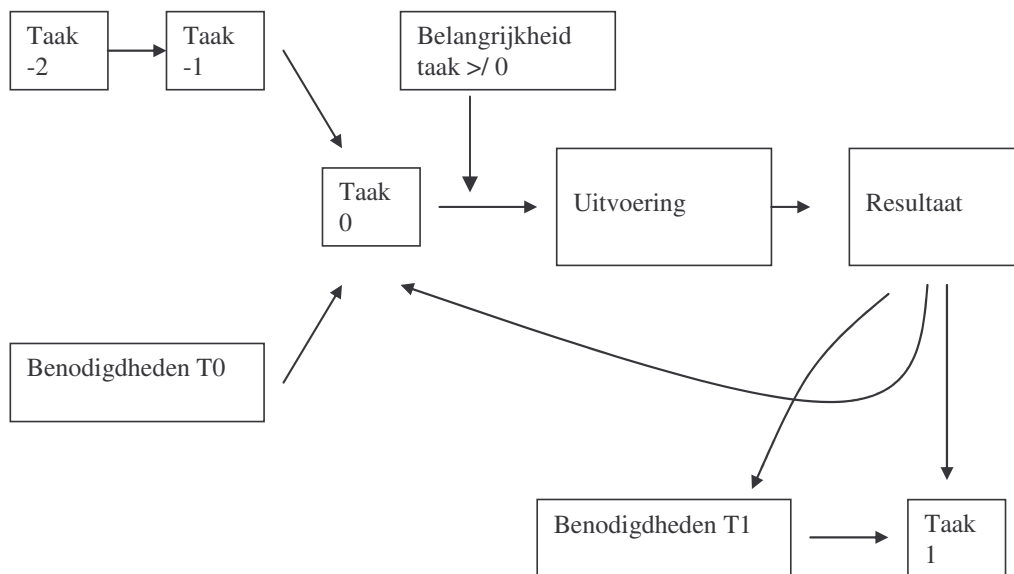 Taak
-2
Taak
-1
Belangrijkheid
taak >/ 0
Taak
0
Uitvoering
Resultaat
Benodigdheden T0
Benodigdheden T1
Taak
1